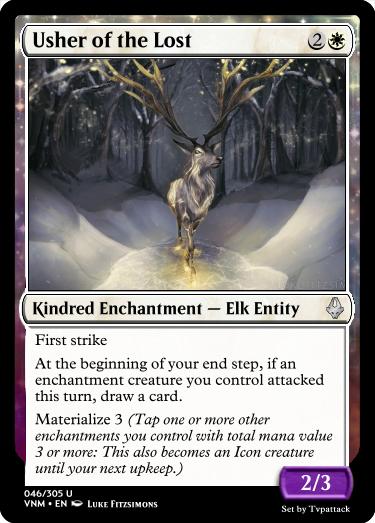 Usher of the Lost 2
Kindred Enchantment — Elk Entity
First strike
At the beginning of your end step, if an
enchantment creature you control attacked
this turn, draw a card.
Materialize 3 (Tap one or more other
enchantments you control with total mana value
3 or more: This also becomes an Icon creature
until your next upkeep.)
2/3
046/305 U
VNM • EN Luke Fitzsimons
Set by Tvpattack